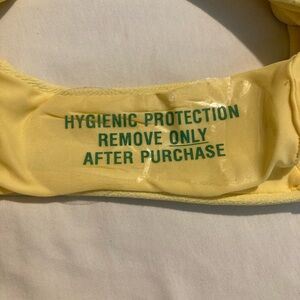 HYGIENIC PROTECTION
REMOVE ONLY
AFTER PURCHASE